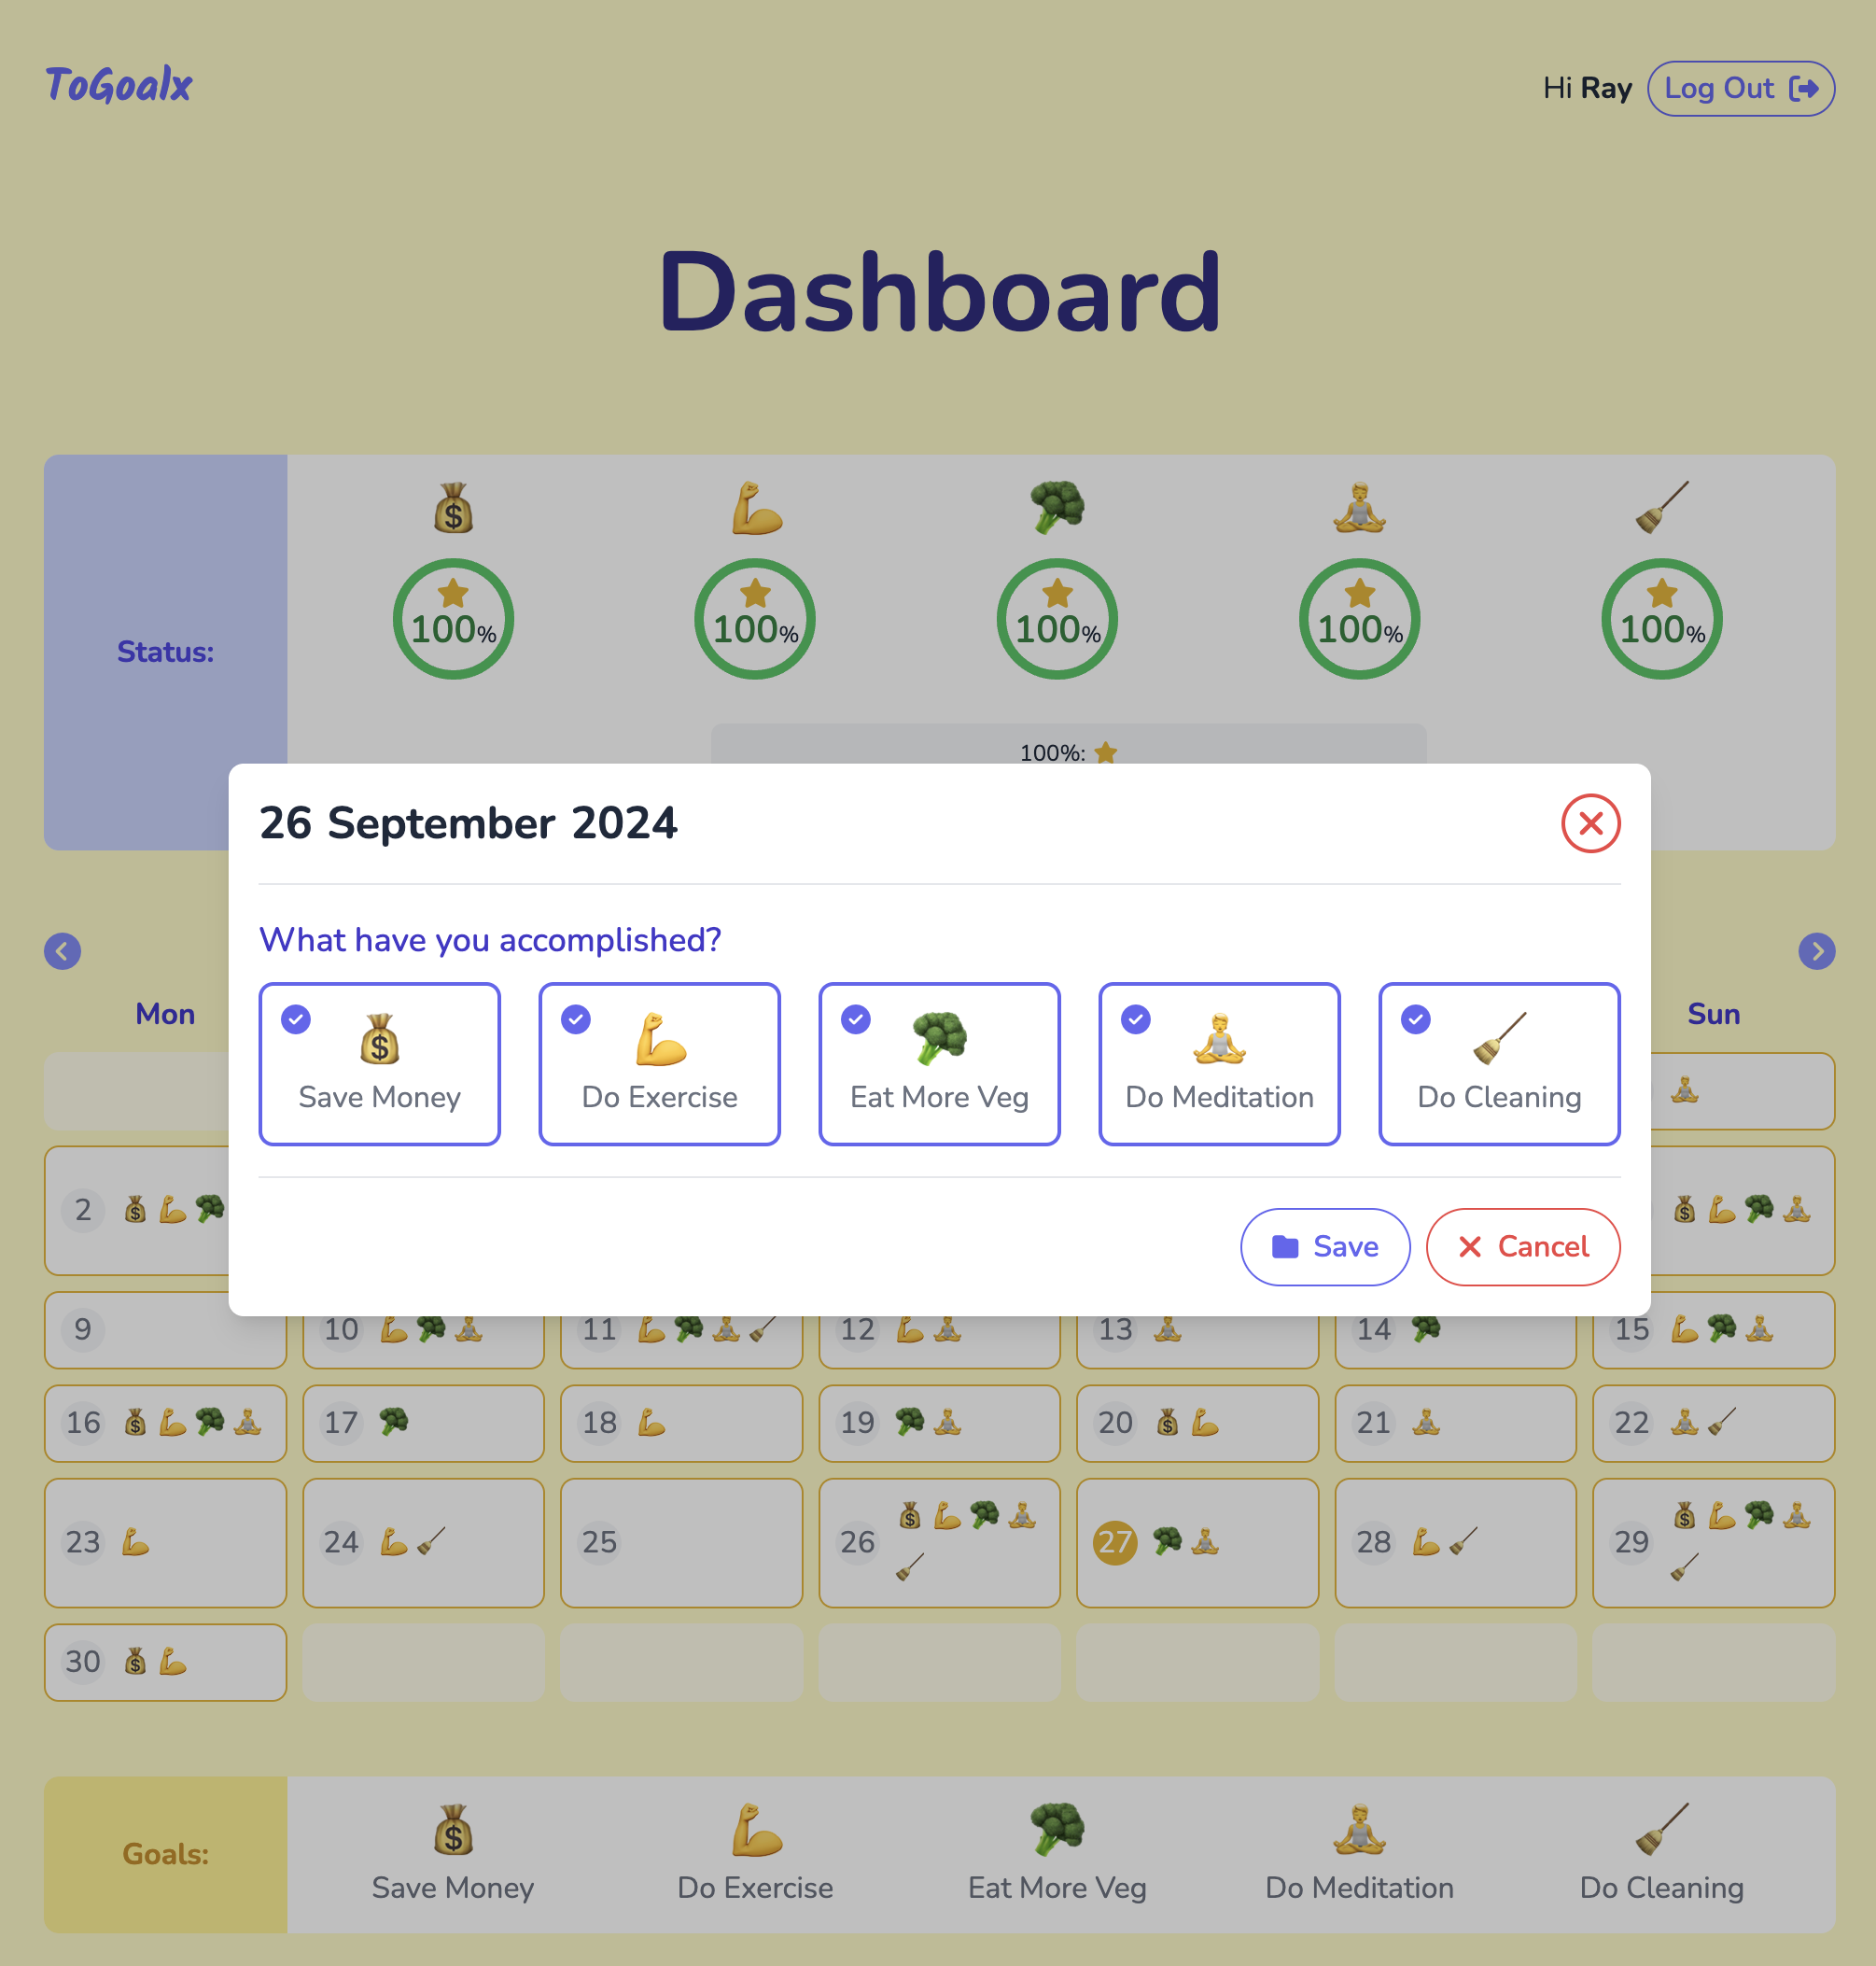 ToGoalx
Hi Ray Log Out
Dashboard
Status:
100% 100% 100% 100% 100%
100%:
26 September 2024
What have you accomplished?
Save Money Do Exercise Eat More Veg Do Meditation Do Cleaning
Save Cancel
Mon Sun
2
9 10 11 12 13 14 15
16 17 18 19 20 21 22
23 24 25 26 27 28 29
30
Goals:
Save Money Do Exercise Eat More Veg Do Meditation Do Cleaning